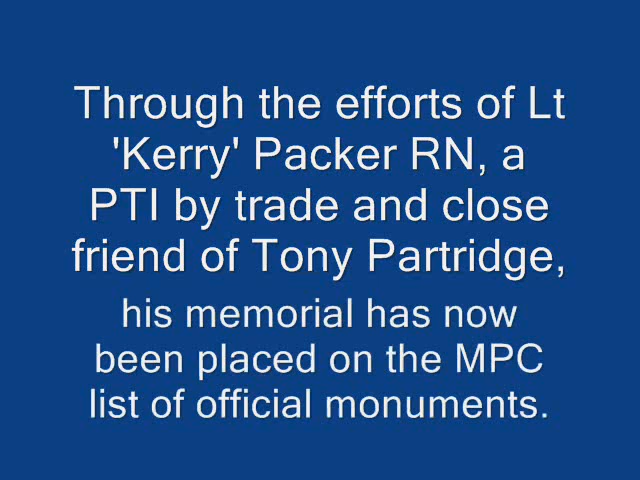 Through the efforts of Lt
'Kerry' Packer RN, a
PTI by trade and close
friend of Tony Partridge,
his memorial has now
been placed on the MPC
list of official monuments.